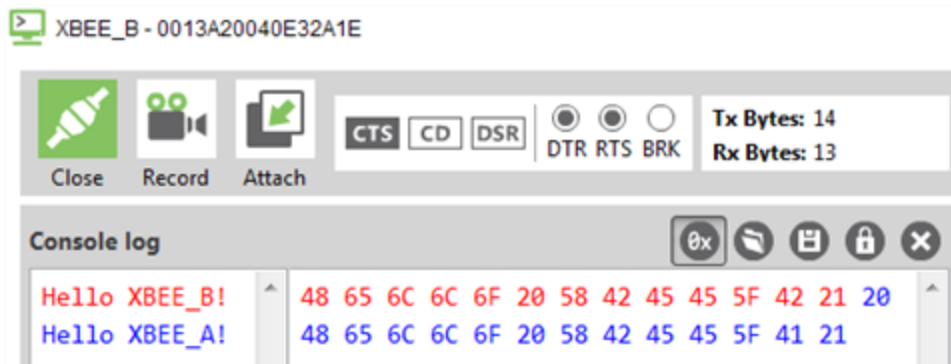 XBEE_B - 0013A20040E32A1E
Close
Record
Attach
CTS CD DSR
DTR RTS BRK
Tx Bytes: 14
Rx Bytes: 13
Console log
0x
Hello XBEE_B! 48 65 6C 6C 6F 20 58 42 45 45 5F 42 21 20
Hello XBEE_A! 48 65 6C 6C 6F 20 58 42 45 45 5F 41 21